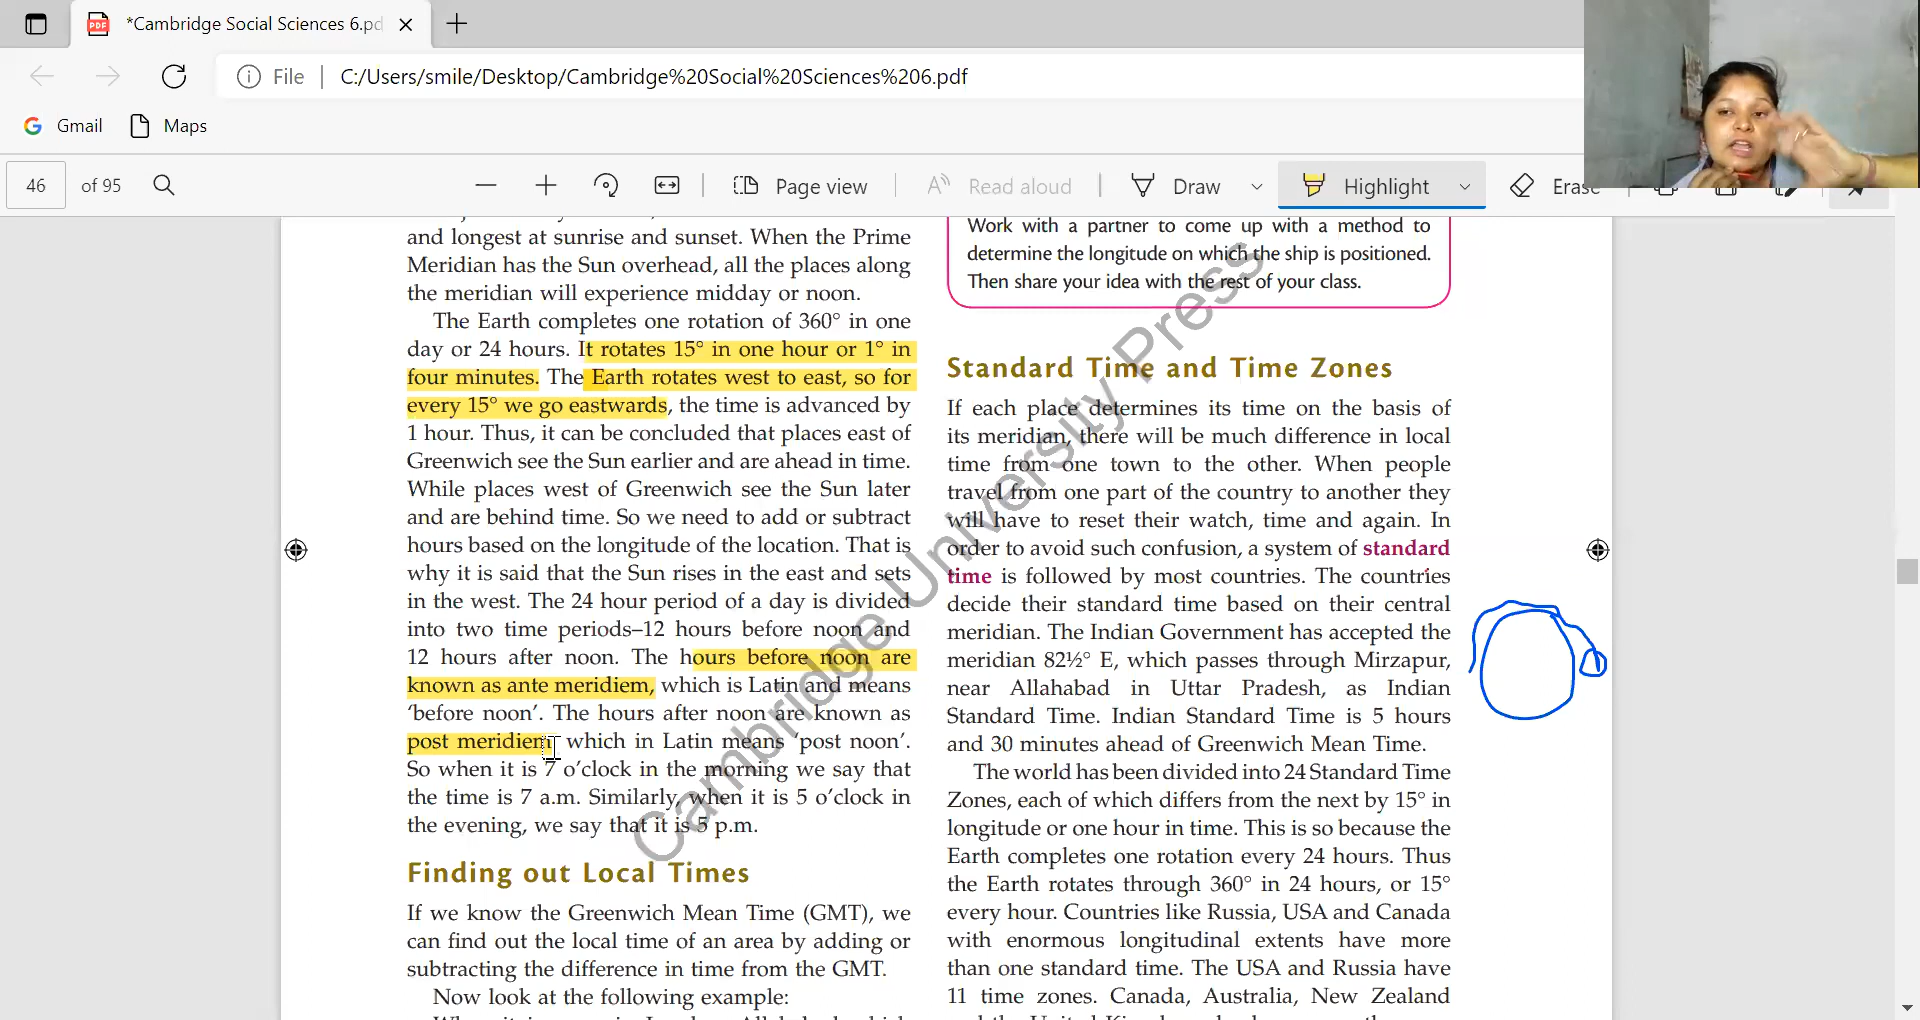 *Cambridge Social Sciences 6.pd
File
C:/Users/smile/Desktop/Cambridge%20Social%20Sciences%206.pdf
Gmail
Maps
46
of 95
Page view
Read aloud
Draw
Highlight
Erase
and longest at sunrise and sunset. When the Prime
Meridian has the Sun overhead, all the places along
the meridian will experience midday or noon.
The Earth completes one rotation of 360° in one
day or 24 hours. It rotates 15° in one hour or 1° in
four minutes. The Earth rotates west to east, so for
every 15° we go eastwards, the time is advanced by
1 hour. Thus, it can be concluded that places east of
Greenwich see the Sun earlier and are ahead in time.
While places west of Greenwich see the Sun later
and are behind time. So we need to add or subtract
hours based on the longitude of the location. That is
why it is said that the Sun rises in the east and sets
in the west. The 24 hour period of a day is divided
into two time periods–12 hours before noon and
12 hours after noon. The hours before noon are
known as ante meridiem, which is Latin and means
‘before noon’. The hours after noon are known as
post meridiem, which in Latin means ‘post noon’.
So when it is 7 o’clock in the morning we say that
the time is 7 a.m. Similarly, when it is 5 o’clock in
the evening, we say that it is 5 p.m.
Finding out Local Times
If we know the Greenwich Mean Time (GMT), we
can find out the local time of an area by adding or
subtracting the difference in time from the GMT.
Now look at the following example:
Work with a partner to come up with a method to
determine the longitude on which the ship is positioned.
Then share your idea with the rest of your class.
Standard Time and Time Zones
If each place determines its time on the basis of
its meridian, there will be much difference in local
time from one town to the other. When people
travel from one part of the country to another they
will have to reset their watch, time and again. In
order to avoid such confusion, a system of standard
time is followed by most countries. The countries
decide their standard time based on their central
meridian. The Indian Government has accepted the
meridian 82½° E, which passes through Mirzapur,
near Allahabad in Uttar Pradesh, as Indian
Standard Time. Indian Standard Time is 5 hours
and 30 minutes ahead of Greenwich Mean Time.
The world has been divided into 24 Standard Time
Zones, each of which differs from the next by 15° in
longitude or one hour in time. This is so because the
Earth completes one rotation every 24 hours. Thus
the Earth rotates through 360° in 24 hours, or 15°
every hour. Countries like Russia, USA and Canada
with enormous longitudinal extents have more
than one standard time. The USA and Russia have
11 time zones. Canada, Australia, New Zealand
Cambridge University Press